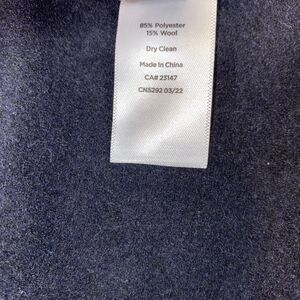 85% Polyester
15% Wool
Dry Clean
Made In China
CA# 23147
CN5292 03/22